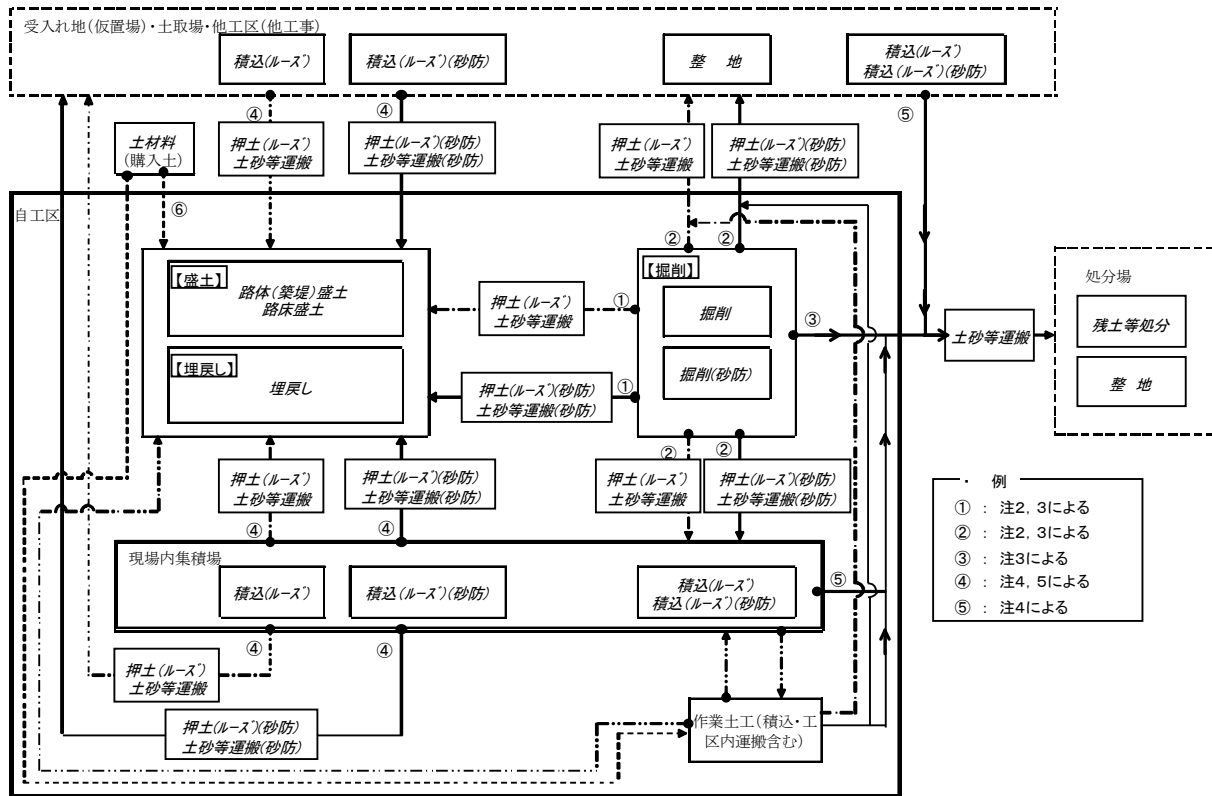 受入れ地(仮置場)・土取場・他工区(他工事)
積込(ルーズ)
積込(ルーズ)(砂防)
整 地
積込(ルーズ)
積込(ルーズ)(砂防)
④
④
⑤
土材料
(購入土)
押土(ルーズ)
土砂等運搬
押土(ルーズ)(砂防)
土砂等運搬(砂防)
押土(ルーズ)
土砂等運搬
押土(ルーズ)(砂防)
土砂等運搬(砂防)
自工区
⑥
②
②
【盛土】
路体(築堤)盛土
路床盛土
【埋戻し】
埋戻し
押土(ルーズ)
土砂等運搬
①
押土(ルーズ)(砂防)
土砂等運搬(砂防)
①
【掘削】
掘削
掘削(砂防)
③
土砂等運搬
処分場
残土等処分
整 地
②
②
押土(ルーズ)
土砂等運搬
押土(ルーズ)(砂防)
土砂等運搬(砂防)
押土(ルーズ)
土砂等運搬
押土(ルーズ)(砂防)
土砂等運搬(砂防)
④
④
現場内集積場
積込(ルーズ)
積込(ルーズ)(砂防)
積込(ルーズ)
積込(ルーズ)(砂防)
⑤
④
④
押土(ルーズ)
土砂等運搬
押土(ルーズ)(砂防)
土砂等運搬(砂防)
作業土工(積込・工
区内運搬含む)
・ 例
① : 注2,3による
② : 注2,3による
③ : 注3による
④ : 注4,5による
⑤ : 注4による